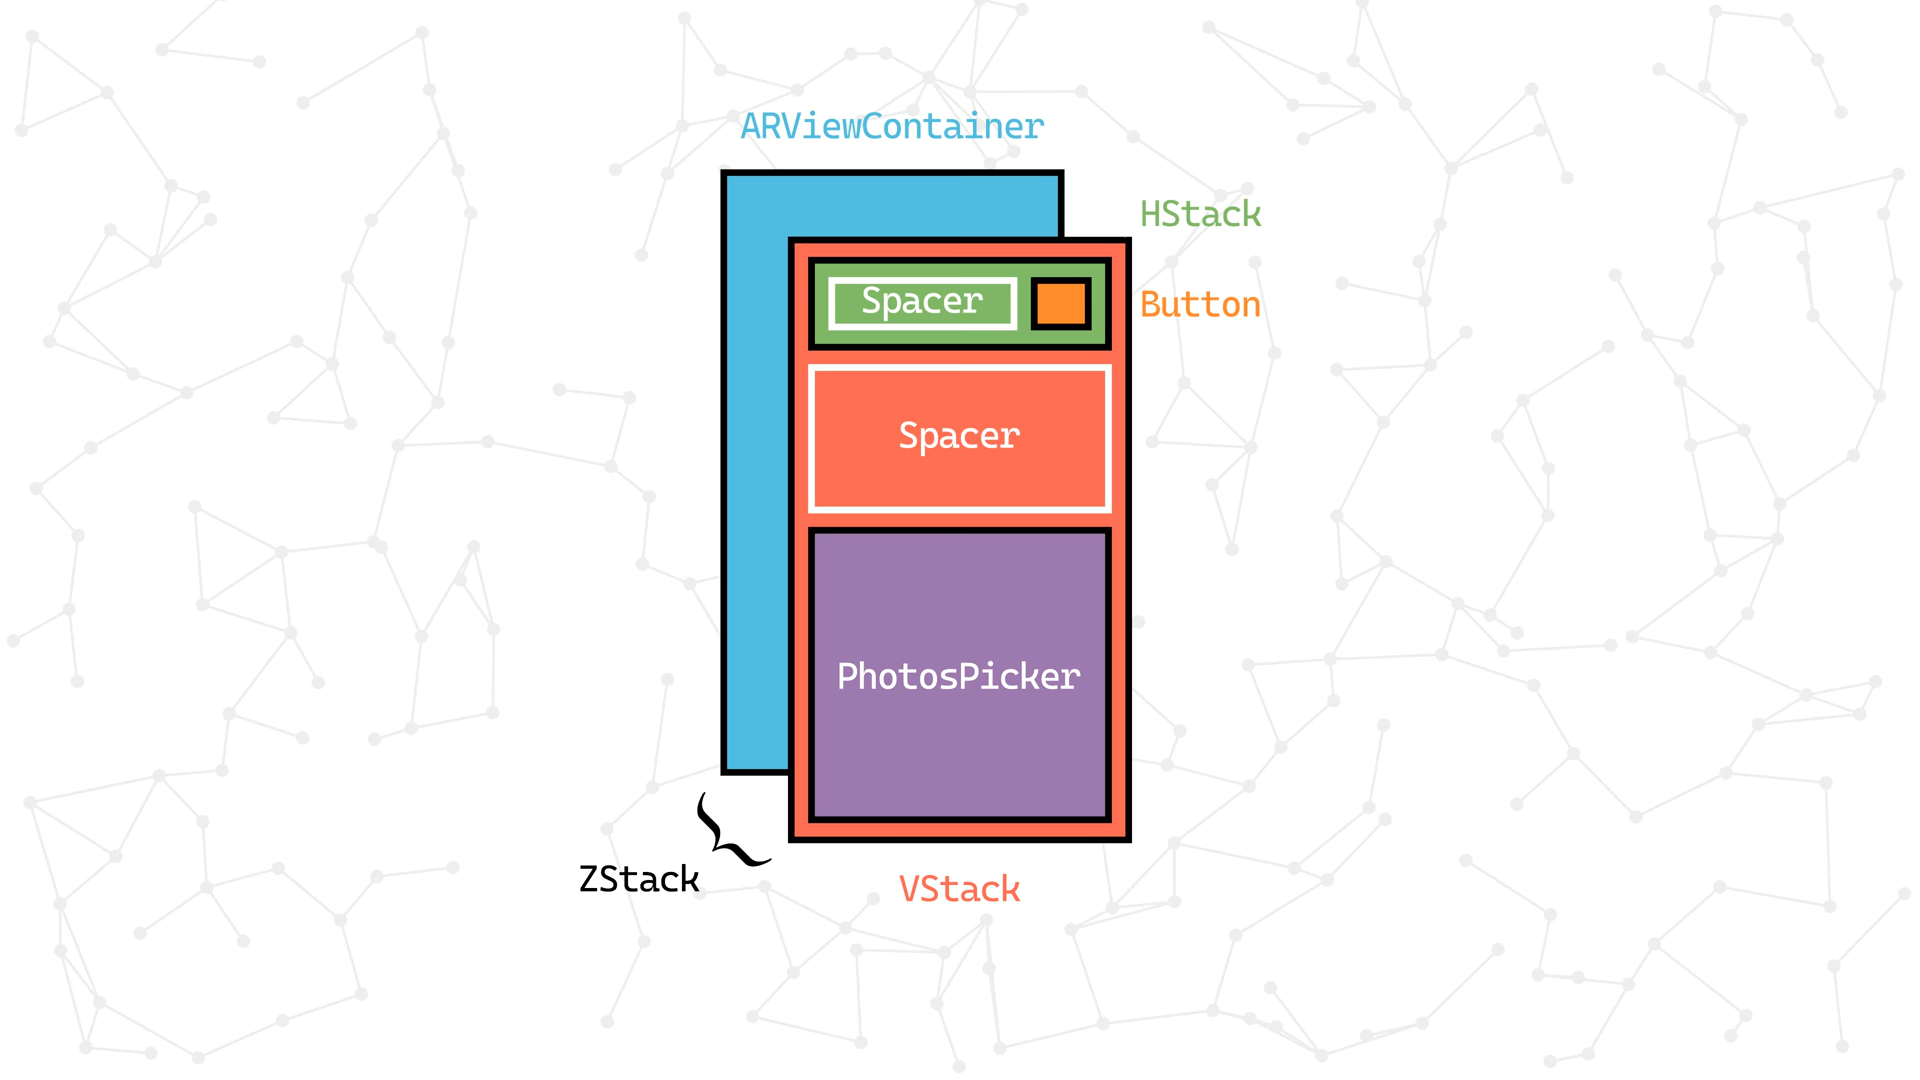 ARViewContainer
HStack
Spacer
Button
Spacer
PhotosPicker
ZStack
VStack